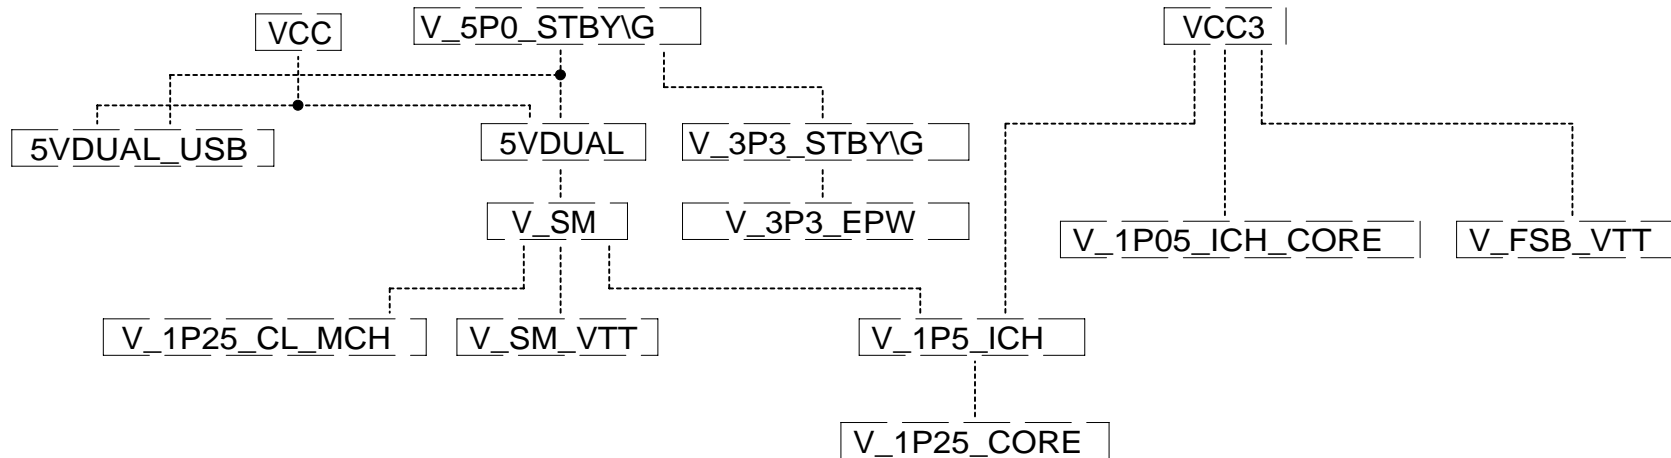 VCC
V_5P0_STBY\G
VCC3
5VDUAL_USB
5VDUAL
V_3P3_STBY\G
V_SM
V_3P3_EPW
V_1P05_ICH_CORE
V_FSB_VTT
V_1P25_CL_MCH
V_SM_VTT
V_1P5_ICH
V_1P25_CORE